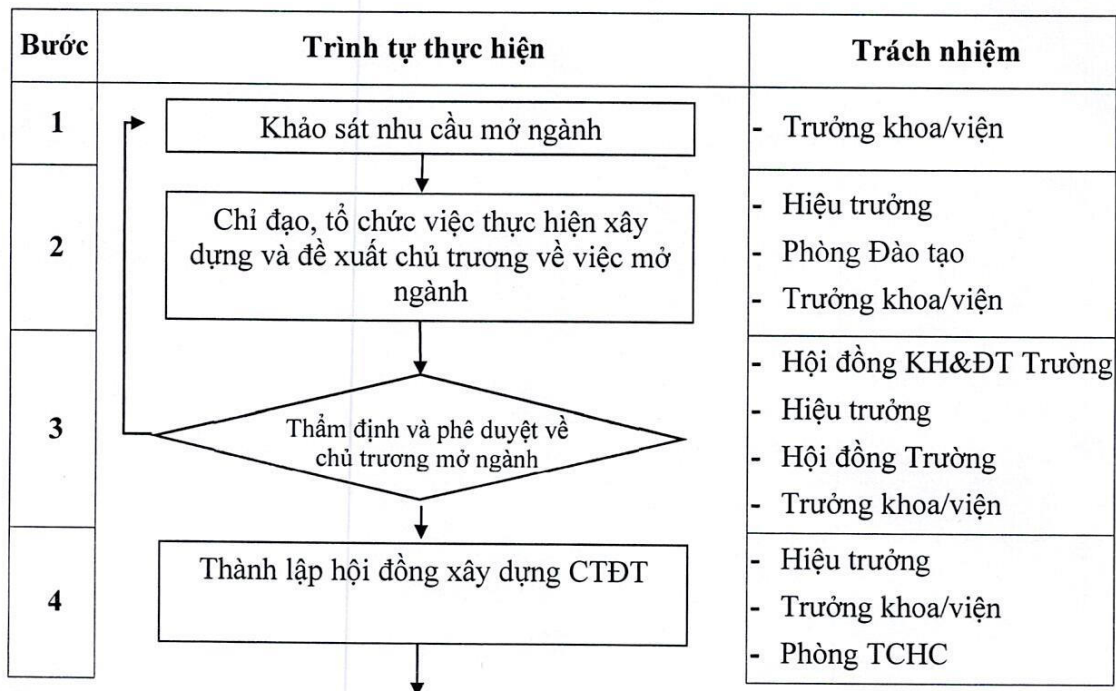 Bước
Trình tự thực hiện
Trách nhiệm
1
Khảo sát nhu cầu mở ngành
- Trưởng khoa/viện
2
Chỉ đạo, tổ chức việc thực hiện xây
dựng và đề xuất chủ trương về việc mở
ngành
- Hiệu trưởng
- Phòng Đào tạo
- Trưởng khoa/viện
3
Thẩm định và phê duyệt về
chủ trương mở ngành
- Hội đồng KH&ĐT Trường
- Hiệu trưởng
- Hội đồng Trường
- Trưởng khoa/viện
4
Thành lập hội đồng xây dựng CTĐT
- Hiệu trưởng
- Trưởng khoa/viện
- Phòng TCHC